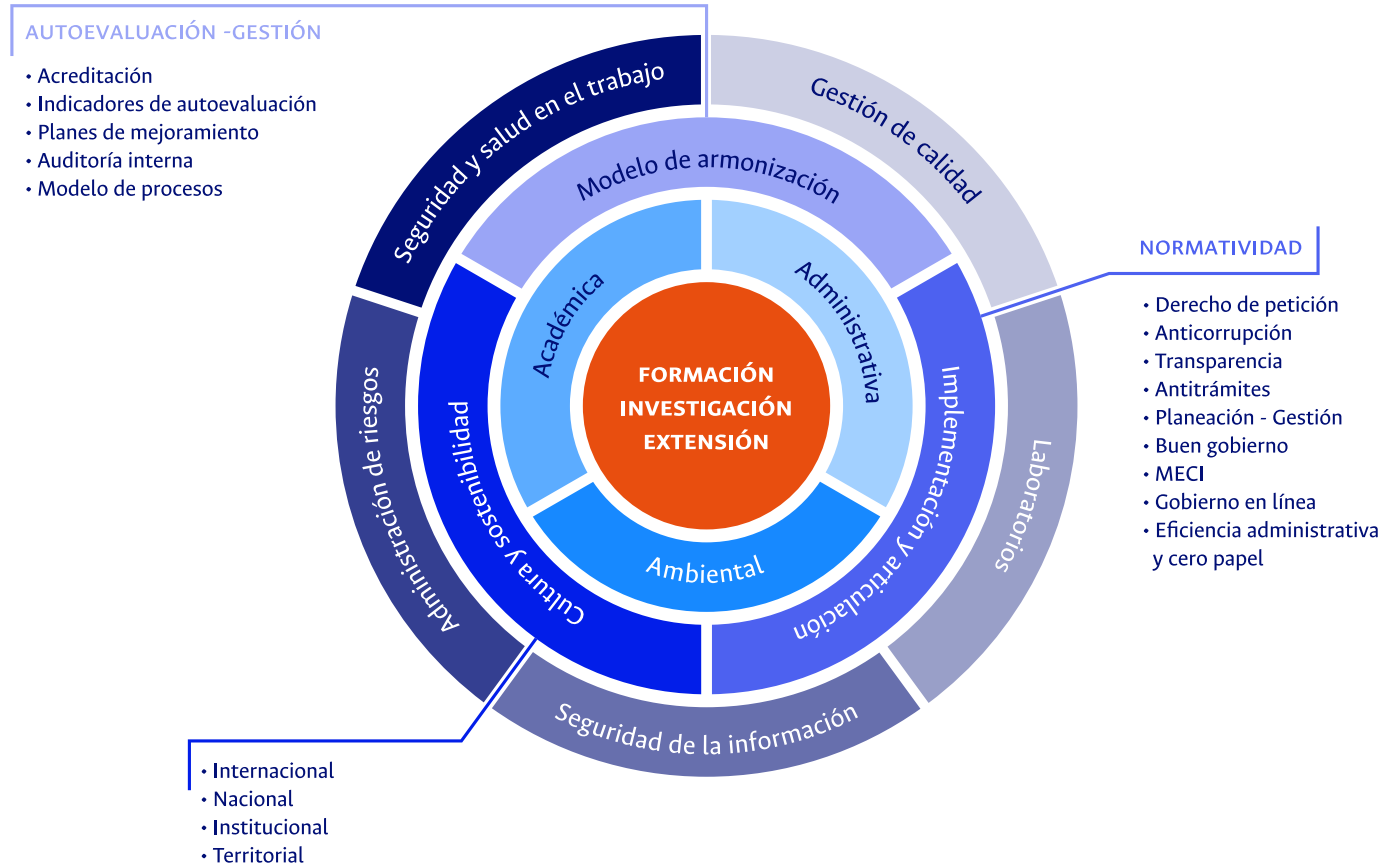 AUTOEVALUACIÓN -GESTIÓN
• Acreditación
• Indicadores de autoevaluación
• Planes de mejoramiento
• Auditoría interna
• Modelo de procesos
Seguridad y salud en el trabajo
Gestión de calidad
Modelo de armonización
Académica
Administrativa
FORMACIÓN
INVESTIGACIÓN
EXTENSIÓN
Ambiental
Cultura y sostenibilidad
Implementación y articulación
Administración de riesgos
Laboratorios
Seguridad de la información
NORMATIVIDAD
• Derecho de petición
• Anticorrupción
• Transparencia
• Antitrámites
• Planeación - Gestión
• Buen gobierno
• MECI
• Gobierno en línea
• Eficiencia administrativa
y cero papel
• Internacional
• Nacional
• Institucional
• Territorial